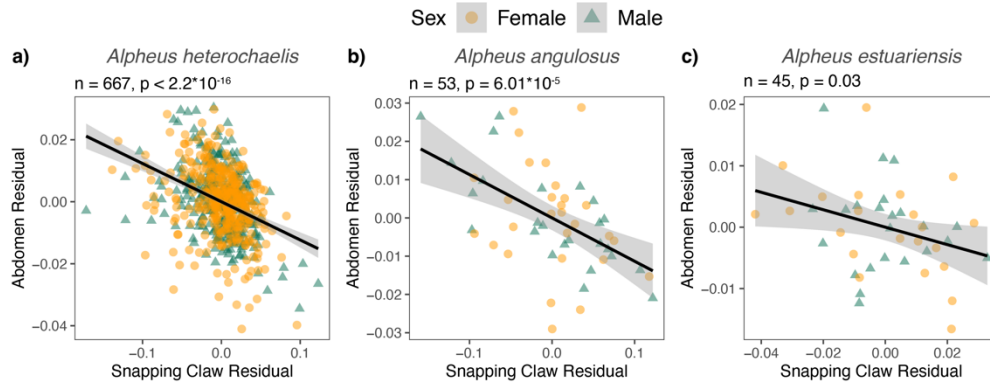 Sex Female Male
a) Alpheus heterochaelis
n = 667, p < 2.2*10-16
Abdomen Residual
0.02
0.00
−0.02
−0.04
−0.1 0.0 0.1
Snapping Claw Residual
b) Alpheus angulosus
n = 53, p = 6.01*10-5
Abdomen Residual
0.03
0.02
0.01
0.00
−0.01
−0.02
−0.03
−0.1 0.0 0.1
Snapping Claw Residual
c) Alpheus estuariensis
n = 45, p = 0.03
Abdomen Residual
0.02
0.01
0.00
−0.01
−0.04 −0.02 0.00 0.02
Snapping Claw Residual